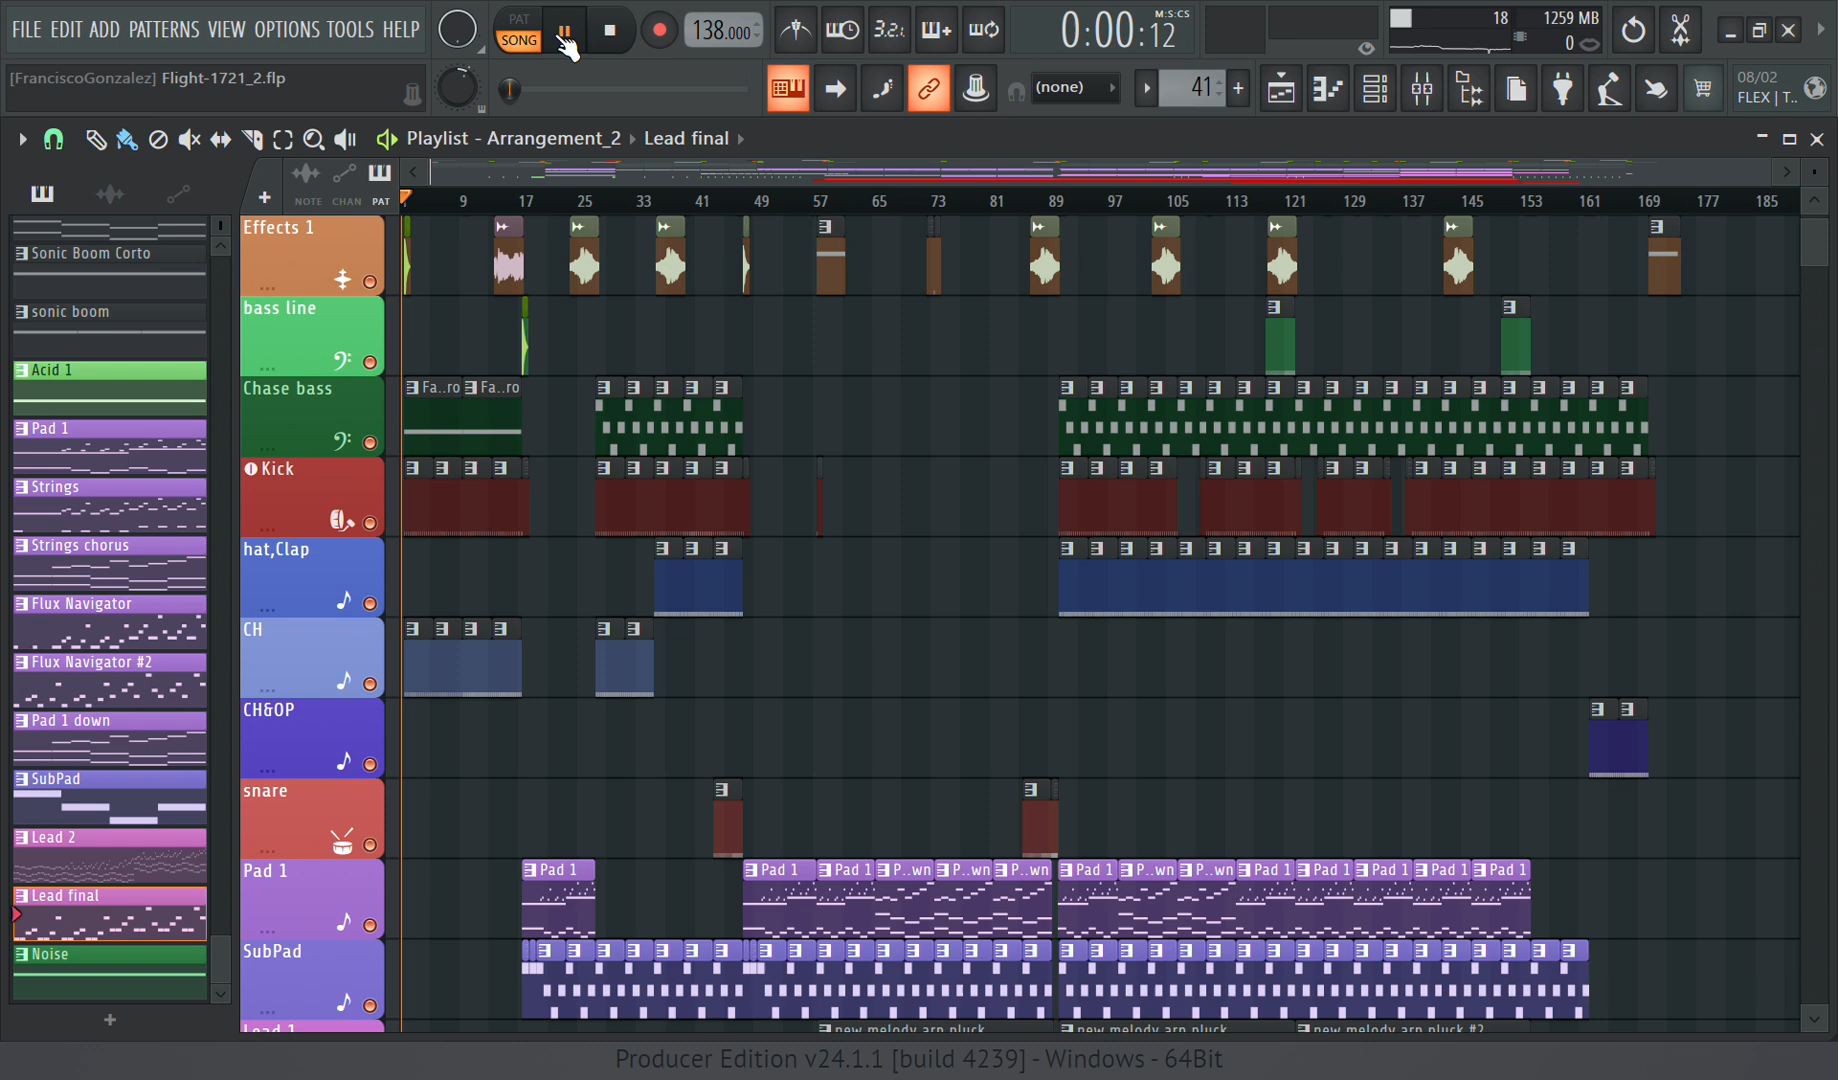 FILE EDIT ADD PATTERNS VIEW OPTIONS TOOLS HELP
PAT
SONG
138.000
3.2.
0:00:12
M:S:CS
18
1259 MB
0
[FranciscoGonzalez] Flight-1721_2.flp
(none)
41
08/02
FLEX | T..
Playlist - Arrangement_2 Lead final
NOTE CHAN PAT
9 17 25 33 41 49 57 65 73 81 89 97 105 113 121 129 137 145 153 161 169 177 185
Sonic Boom Corto
sonic boom
Acid 1
Pad 1
Strings
Strings chorus
Flux Navigator
Flux Navigator #2
Pad 1 down
SubPad
Lead 2
Lead final
Noise
Effects 1
bass line
Chase bass
Fa..ro Fa..ro
Kick
hat,Clap
CH
CH&OP
snare
Pad 1
Pad 1 Pad 1 Pad 1 P..wn P..wn P..wn Pad 1 P..wn P..wn Pad 1 Pad 1 Pad 1 Pad 1 Pad 1
SubPad
Lead 1
new melody arp pluck new melody arp pluck new melody arp pluck #2
Producer Edition v24.1.1 [build 4239] - Windows - 64Bit